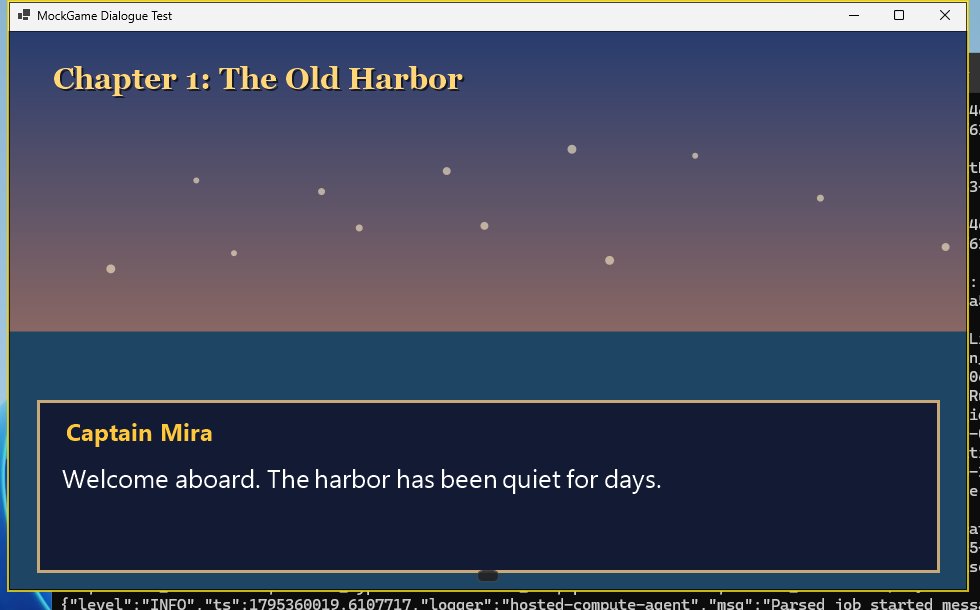 MockGame Dialogue Test
Chapter 1: The Old Harbor
Captain Mira
Welcome aboard. The harbor has been quiet for days.
{"level":"INFO","ts":1795360019.6107717,"logger":"hosted-compute-agent","msg":"Parsed job started mes